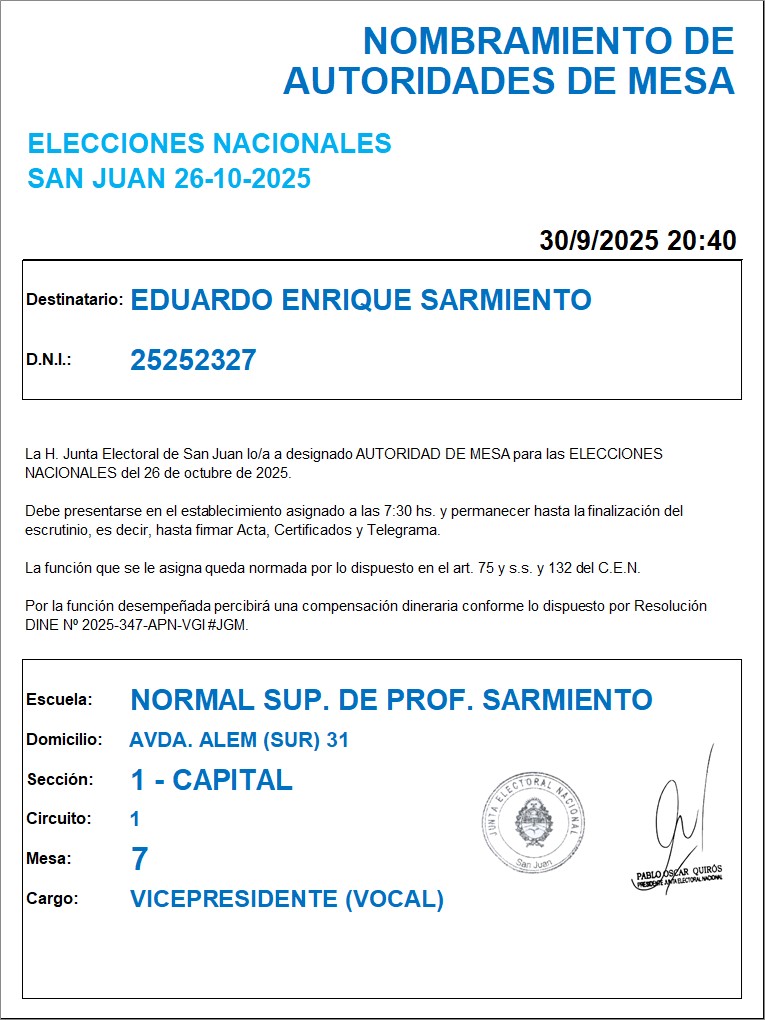 NOMBRAMIENTO DE
AUTORIDADES DE MESA
ELECCIONES NACIONALES
SAN JUAN 26-10-2025
30/9/2025 20:40
Destinatario: EDUARDO ENRIQUE SARMIENTO
D.N.I.: 25252327
La H. Junta Electoral de San Juan lo/a a designado AUTORIDAD DE MESA para las ELECCIONES
NACIONALES del 26 de octubre de 2025.
Debe presentarse en el establecimiento asignado a las 7:30 hs. y permanecer hasta la finalización del
escrutinio, es decir, hasta firmar Acta, Certificados y Telegrama.
La función que se le asigna queda normada por lo dispuesto en el art. 75 y s.s. y 132 del C.E.N.
Por la función desempeñada percibirá una compensación dineraria conforme lo dispuesto por Resolución
DINE Nº 2025-347-APN-VGI#JGM.
Escuela: NORMAL SUP. DE PROF. SARMIENTO
Domicilio: AVDA. ALEM (SUR) 31
Sección: 1 - CAPITAL
Circuito: 1
Mesa: 7
Cargo: VICEPRESIDENTE (VOCAL)
JUNTA ELECTORAL NACIONAL
San Juan
PABLO OSCAR QUIRÓS
PRESIDENTE JUNTA ELECTORAL NACIONAL